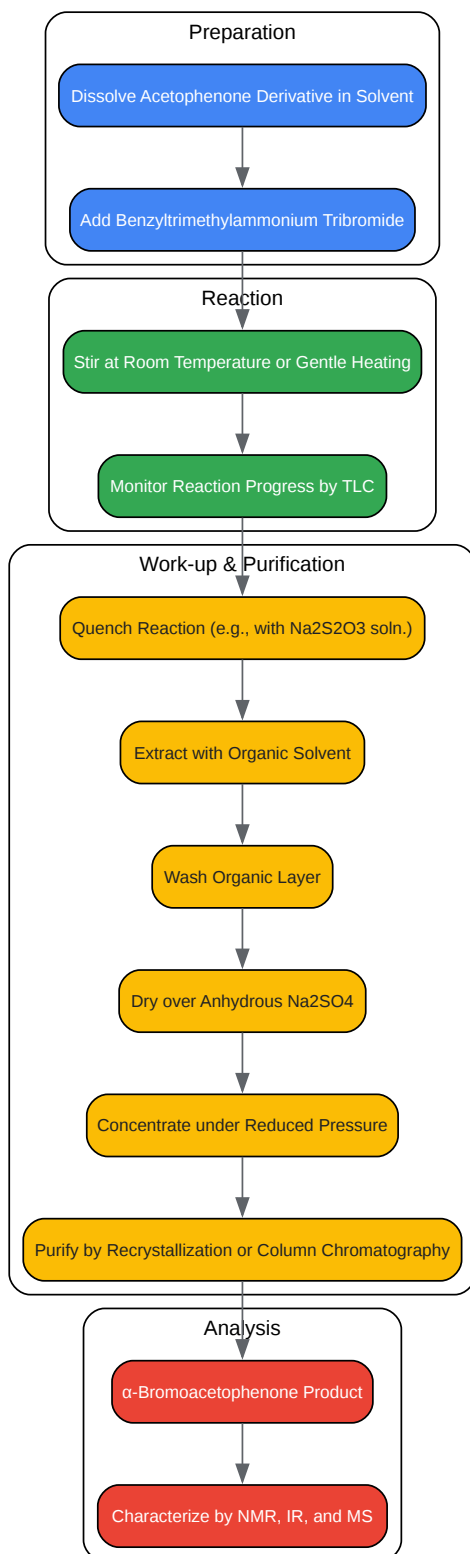 Preparation
Dissolve Acetophenone Derivative in Solvent
Add Benzyltrimethylammonium Tribromide
Reaction
Stir at Room Temperature or Gentle Heating
Monitor Reaction Progress by TLC
Work-up & Purification
Quench Reaction (e.g., with Na2S2O3 soln.)
Extract with Organic Solvent
Wash Organic Layer
Dry over Anhydrous Na2SO4
Concentrate under Reduced Pressure
Purify by Recrystallization or Column Chromatography
Analysis
α-Bromoacetophenone Product
Characterize by NMR, IR, and MS